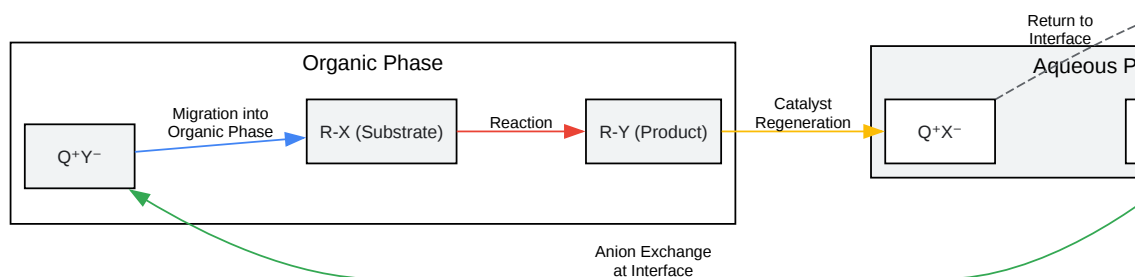 Return to
Interface
Organic Phase
Aqueous P
Migration into
Organic Phase
R-X (Substrate)
Reaction
R-Y (Product)
Catalyst
Regeneration
Q⁺X⁻
Q⁺Y⁻
Anion Exchange
at Interface